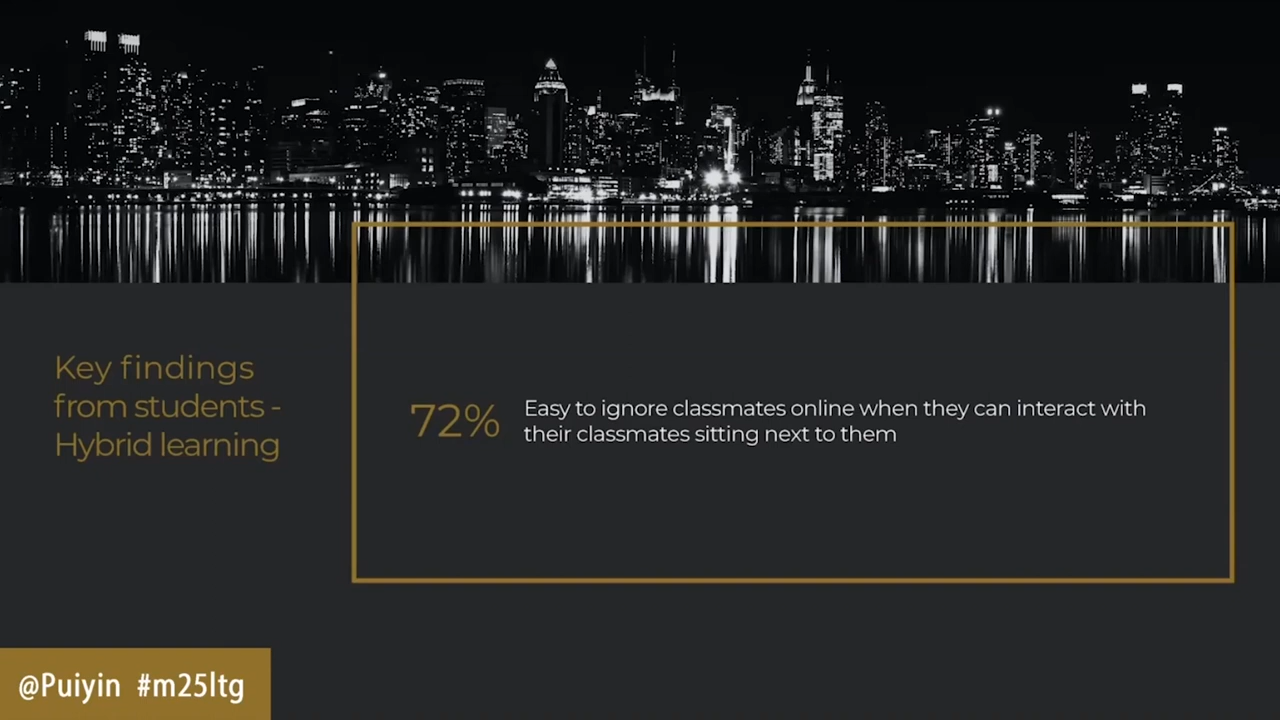 Key findings
from students -
Hybrid learning
72%
Easy to ignore classmates online when they can interact with
their classmates sitting next to them
@Puiyin #m25ltg